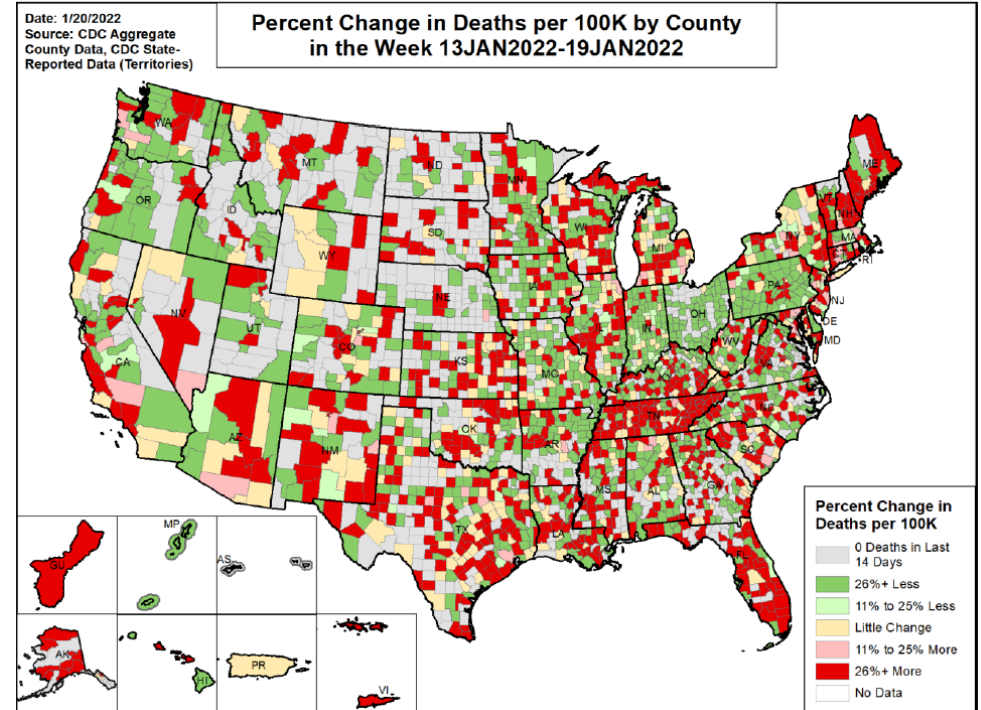 Date: 1/20/2022
Source: CDC Aggregate
County Data, CDC State-
Reported Data (Territories)
Percent Change in Deaths per 100K by County
in the Week 13JAN2022-19JAN2022
WA
MT
ND
MN
ME
OR
ID
SD
WI
MI
VT
NH
NY
MA
RI
WY
IA
PA
NJ
NE
NV
UT
CO
IL
IN
OH
DE
MD
WV
VA
CA
KS
MO
KY
AZ
NM
OK
AR
TN
NC
SC
MS
AL
GA
TX
LA
FL
GU
MP
AS
AK
HI
PR
VI
Percent Change in
Deaths per 100K
0 Deaths in Last
14 Days
26%+ Less
11% to 25% Less
Little Change
11% to 25% More
26%+ More
No Data